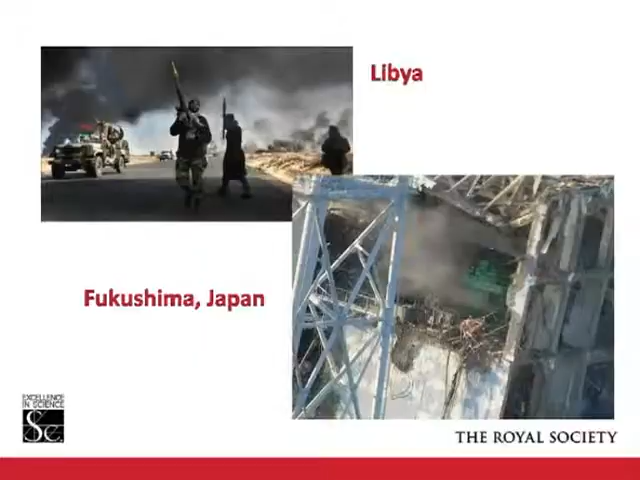 Libya
Fukushima, Japan
EXCELLENCE
IN SCIENCE
THE ROYAL SOCIETY